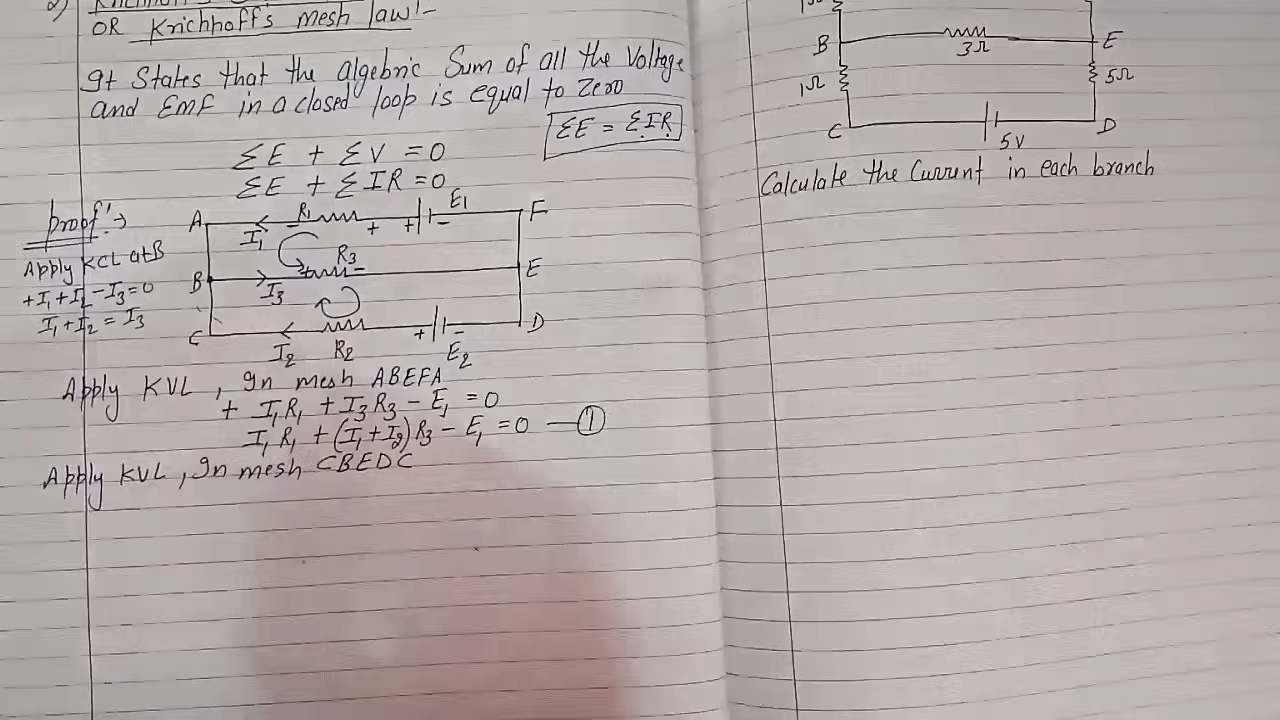 2)
OR Krichhoff's mesh law:-
It States that the algebric Sum of all the Voltage
and Emf in a closed loop is equal to zero
ΣE = ΣIR
ΣE + ΣV = 0
ΣE + ΣIR = 0
proof:→
Apply KCL at B
+I₁+I₂-I₃=0
I₁+I₂ = I₃
A R₁ + + - E₁ F
I₁
B + R₃ - E
I₃
C + - D
I₂ R₂ E₂
Apply KVL, In mesh ABEFA
+ I₁R₁ + I₃R₃ - E₁ = 0
I₁R₁ + (I₁+I₂)R₃ - E₁ = 0 —①
Apply KVL, In mesh CBEDC
B 3Ω E
1Ω 5Ω
C 5V D
Calculate the Current in each branch